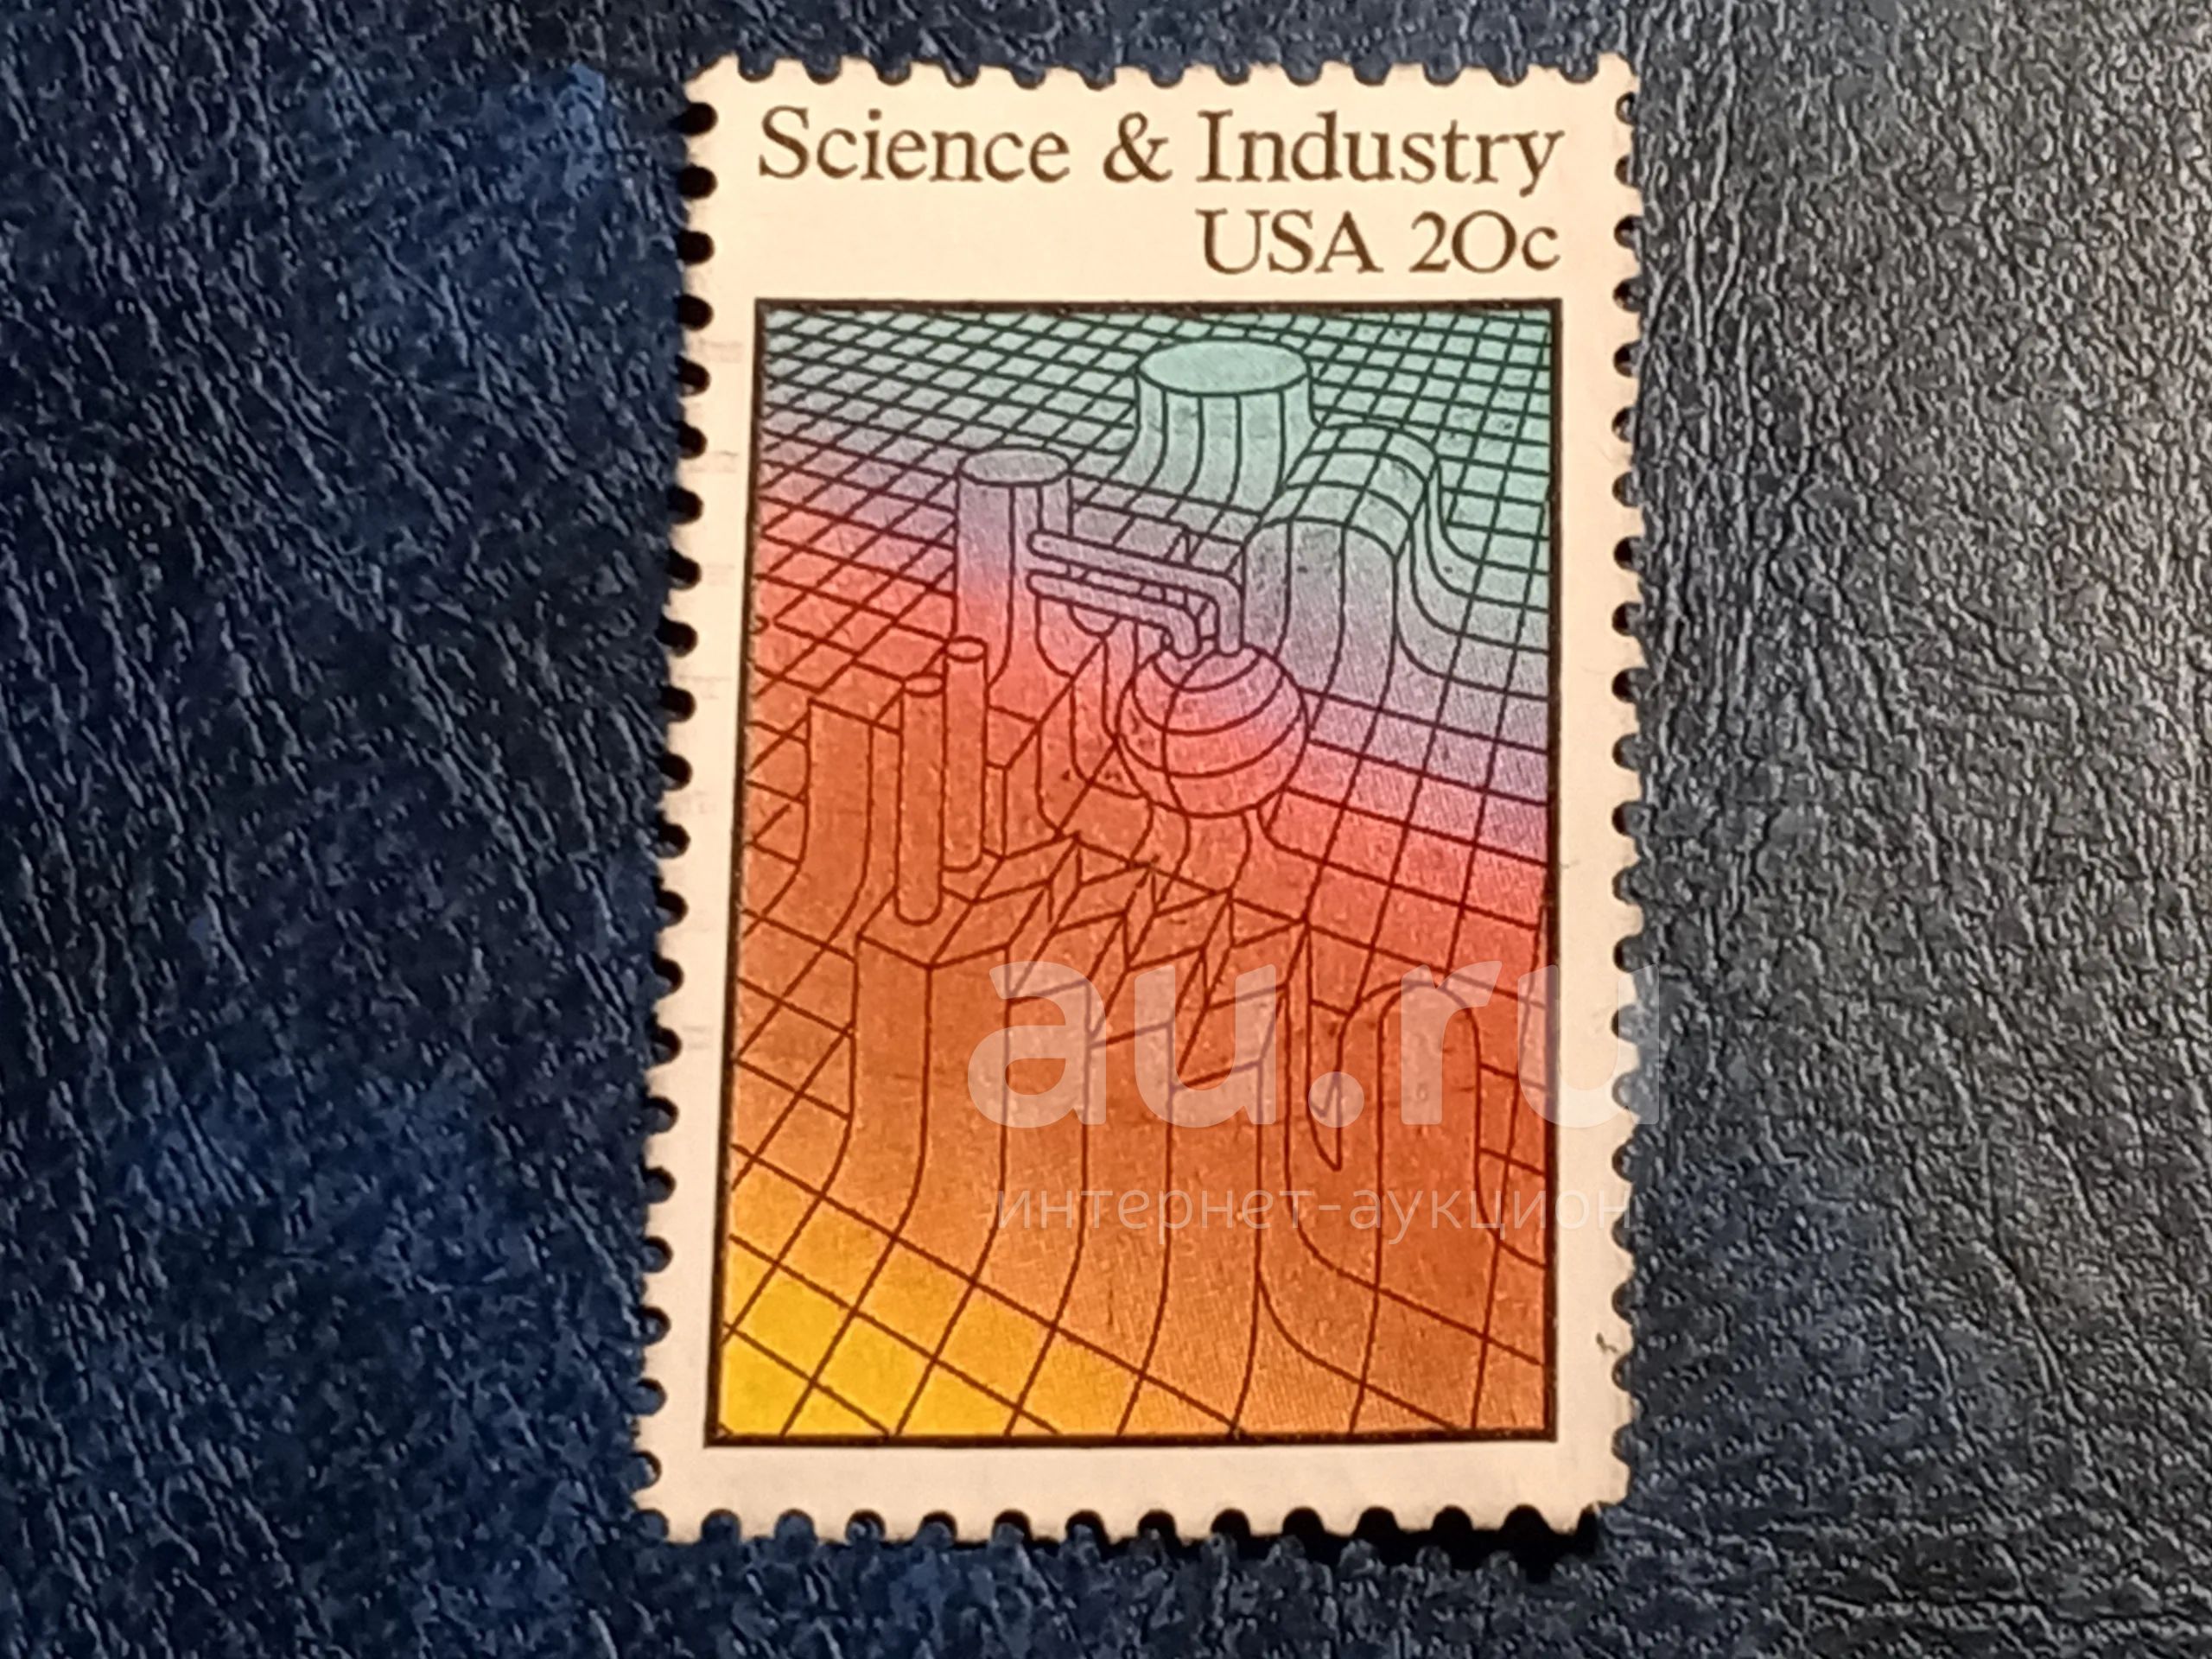 Science & Industry
USA 20c
au.ru
интернет-аукцион